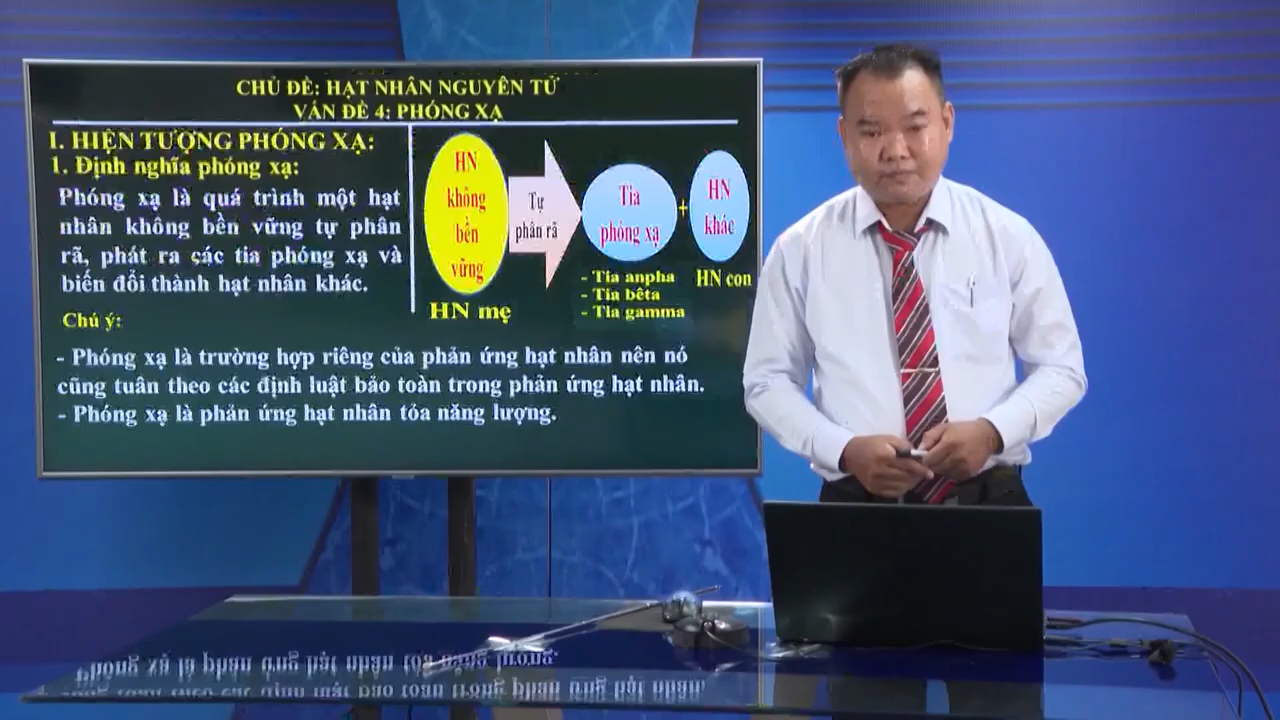 CHỦ ĐỀ: HẠT NHÂN NGUYÊN TỬ
VẤN ĐỀ 4: PHÓNG XẠ
I. HIỆN TƯỢNG PHÓNG XẠ:
1. Định nghĩa phóng xạ:
Phóng xạ là quá trình một hạt
nhân không bền vững tự phân
rã, phát ra các tia phóng xạ và
biến đổi thành hạt nhân khác.
HN
không
bền
vững
HN mẹ
Tự
phân rã
Tia
phóng xạ
- Tia anpha
- Tia bêta
- Tia gamma
+
HN
khác
HN con
Chú ý:
- Phóng xạ là trường hợp riêng của phản ứng hạt nhân nên nó
cũng tuân theo các định luật bảo toàn trong phản ứng hạt nhân.
- Phóng xạ là phản ứng hạt nhân tỏa năng lượng.